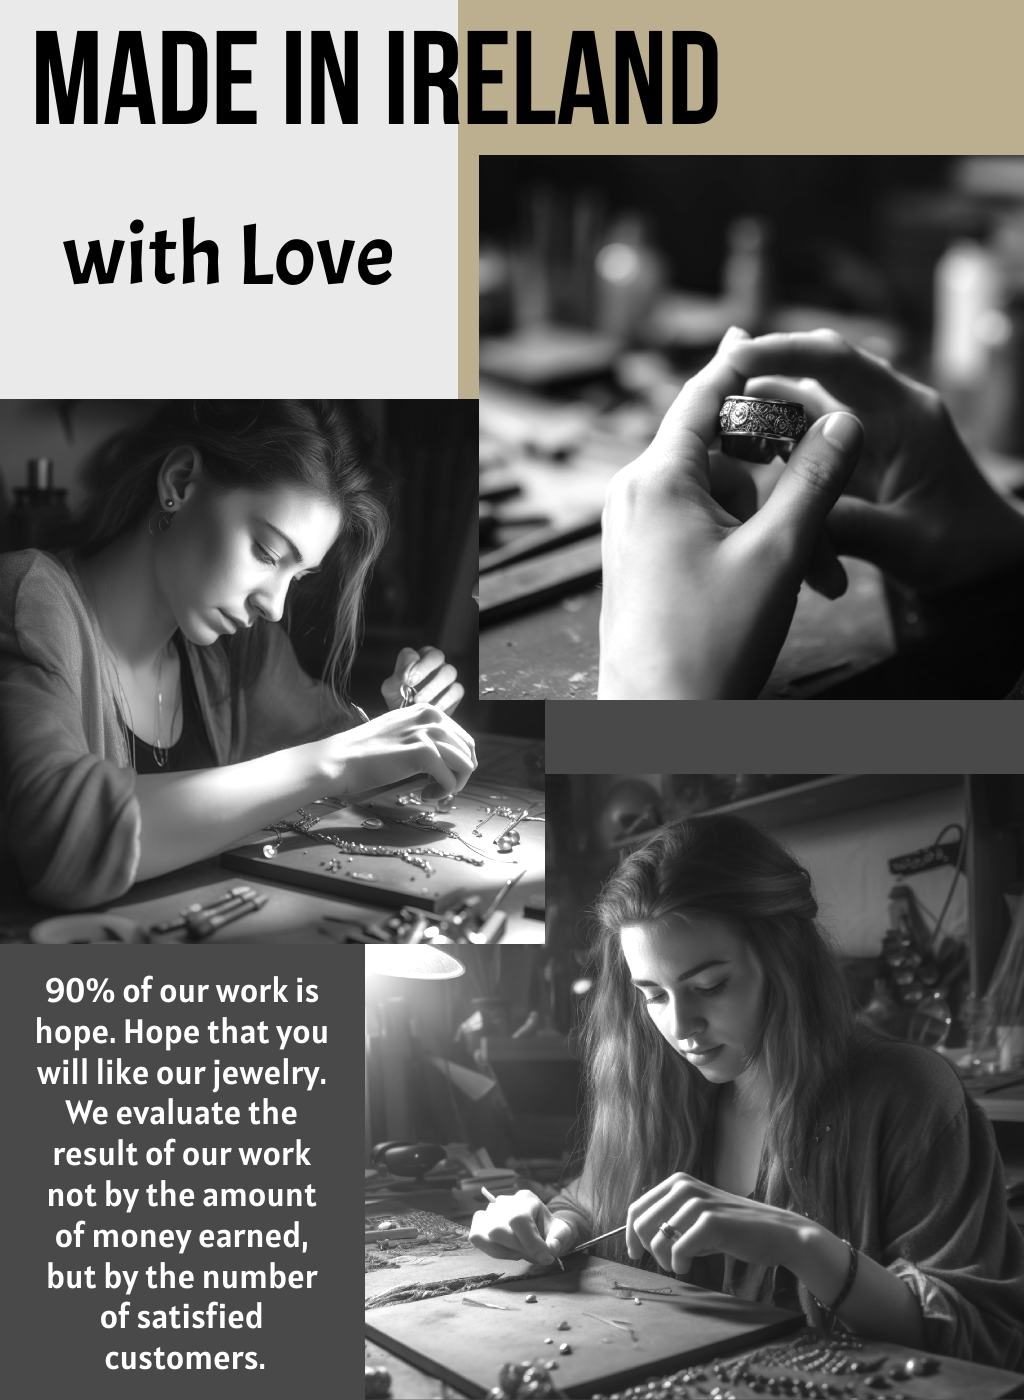 MADE IN IRELAND
with Love
90% of our work is
hope. Hope that you
will like our jewelry.
We evaluate the
result of our work
not by the amount
of money earned,
but by the number
of satisfied
customers.